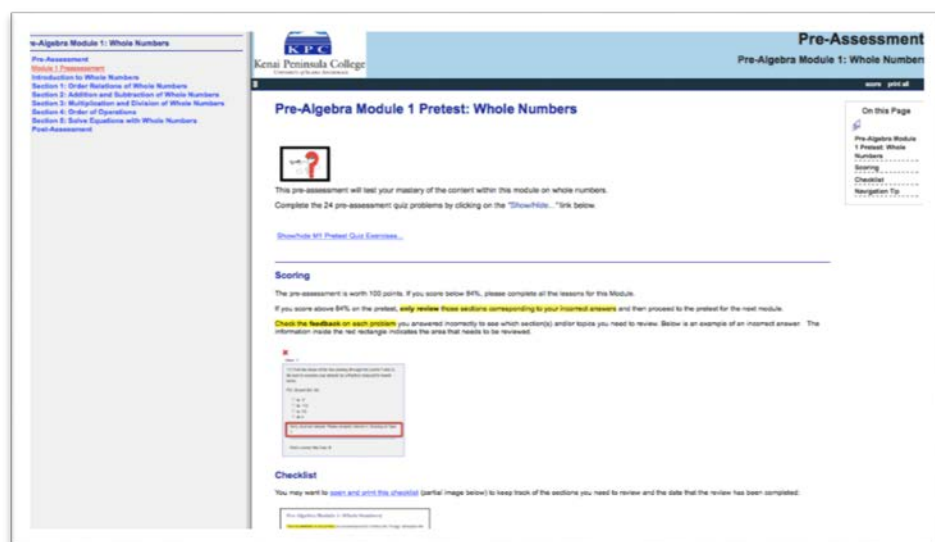 e-Algebra Module 1: Whole Numbers
Pre-Assessment
Module 1 Preassessment
Introduction to Whole Numbers
Section 1: Order Relations of Whole Numbers
Section 2: Addition and Subtraction of Whole Numbers
Section 3: Multiplication and Division of Whole Numbers
Section 4: Order of Operations
Section 5: Solve Equations with Whole Numbers
Post-Assessment
KPC
Kenai Peninsula College
Pre-Assessment
Pre-Algebra Module 1: Whole Number
score print all
Pre-Algebra Module 1 Pretest: Whole Numbers
This pre-assessment will test your mastery of the content within this module on whole numbers.
Complete the 24 pre-assessment quiz problems by clicking on the "Show/Hide..." link below.
Show/hide M1 Pretest Quiz Exercises...
Scoring
The pre-assessment is worth 100 points. If you score below 84%, please complete all the lessons for this Module.
If you score above 84% on the pretest, only review those sections corresponding to your incorrect answers and then proceed to the pretest for the next module.
Check the feedback on each problem you answered incorrectly to see which section(s) and/or topics you need to review. Below is an example of an incorrect answer. The
information inside the red rectangle indicates the area that needs to be reviewed.
Checklist
You may want to open and print this checklist (partial image below) to keep track of the sections you need to review and the date that the review has been completed:
Pre-Algebra Module 1: Whole Numbers
On this Page
Pre-Algebra Module
1 Pretest: Whole
Numbers
Scoring
Checklist
Navigation Tip